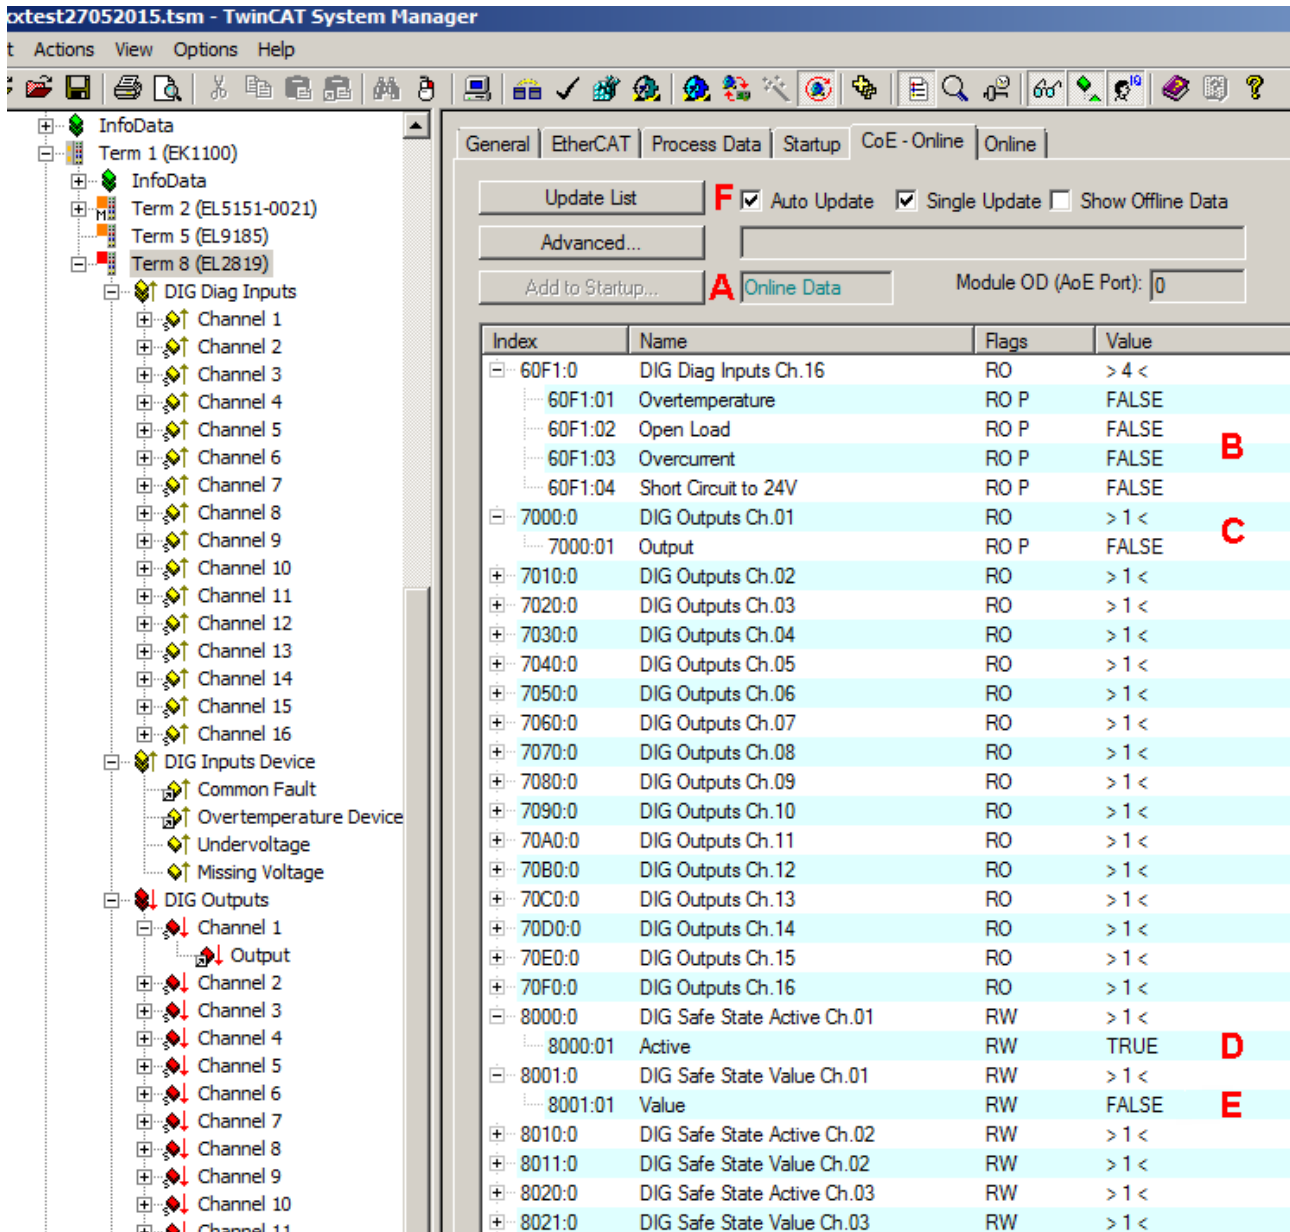 xxtest27052015.tsm - TwinCAT System Manager
t Actions View Options Help
InfoData
Term 1 (EK1100)
InfoData
Term 2 (EL5151-0021)
Term 5 (EL9185)
Term 8 (EL2819)
DIG Diag Inputs
Channel 1
Channel 2
Channel 3
Channel 4
Channel 5
Channel 6
Channel 7
Channel 8
Channel 9
Channel 10
Channel 11
Channel 12
Channel 13
Channel 14
Channel 15
Channel 16
DIG Inputs Device
Common Fault
Overtemperature Device
Undervoltage
Missing Voltage
DIG Outputs
Channel 1
Output
Channel 2
Channel 3
Channel 4
Channel 5
Channel 6
Channel 7
Channel 8
Channel 9
Channel 10
Channel 11
General EtherCAT Process Data Startup CoE - Online Online
Update List F Auto Update Single Update Show Offline Data
Advanced...
Add to Startup... A Online Data Module OD (AoE Port): 0
Index Name Flags Value
60F1:0 DIG Diag Inputs Ch.16 RO > 4 <
60F1:01 Overtemperature RO P FALSE
60F1:02 Open Load RO P FALSE B
60F1:03 Overcurrent RO P FALSE
60F1:04 Short Circuit to 24V RO P FALSE
7000:0 DIG Outputs Ch.01 RO > 1 < C
7000:01 Output RO P FALSE
7010:0 DIG Outputs Ch.02 RO > 1 <
7020:0 DIG Outputs Ch.03 RO > 1 <
7030:0 DIG Outputs Ch.04 RO > 1 <
7040:0 DIG Outputs Ch.05 RO > 1 <
7050:0 DIG Outputs Ch.06 RO > 1 <
7060:0 DIG Outputs Ch.07 RO > 1 <
7070:0 DIG Outputs Ch.08 RO > 1 <
7080:0 DIG Outputs Ch.09 RO > 1 <
7090:0 DIG Outputs Ch.10 RO > 1 <
70A0:0 DIG Outputs Ch.11 RO > 1 <
70B0:0 DIG Outputs Ch.12 RO > 1 <
70C0:0 DIG Outputs Ch.13 RO > 1 <
70D0:0 DIG Outputs Ch.14 RO > 1 <
70E0:0 DIG Outputs Ch.15 RO > 1 <
70F0:0 DIG Outputs Ch.16 RO > 1 <
8000:0 DIG Safe State Active Ch.01 RW > 1 <
8000:01 Active RW TRUE D
8001:0 DIG Safe State Value Ch.01 RW > 1 <
8001:01 Value RW FALSE E
8010:0 DIG Safe State Active Ch.02 RW > 1 <
8011:0 DIG Safe State Value Ch.02 RW > 1 <
8020:0 DIG Safe State Active Ch.03 RW > 1 <
8021:0 DIG Safe State Value Ch.03 RW > 1 <